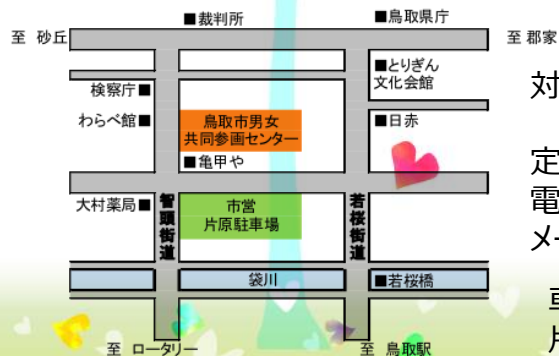 ■裁判所
■鳥取県庁
至 砂丘
至 郡家
■とりぎん
文化会館
検察庁■
わらべ館■
鳥取市男女
共同参画センター
■日赤
■亀甲や
大村薬局■
智頭街道
市営
片原駐車場
若桜街道
袋川
■若桜橋
至 ロータリー
至 鳥取駅
対
定
電
メー